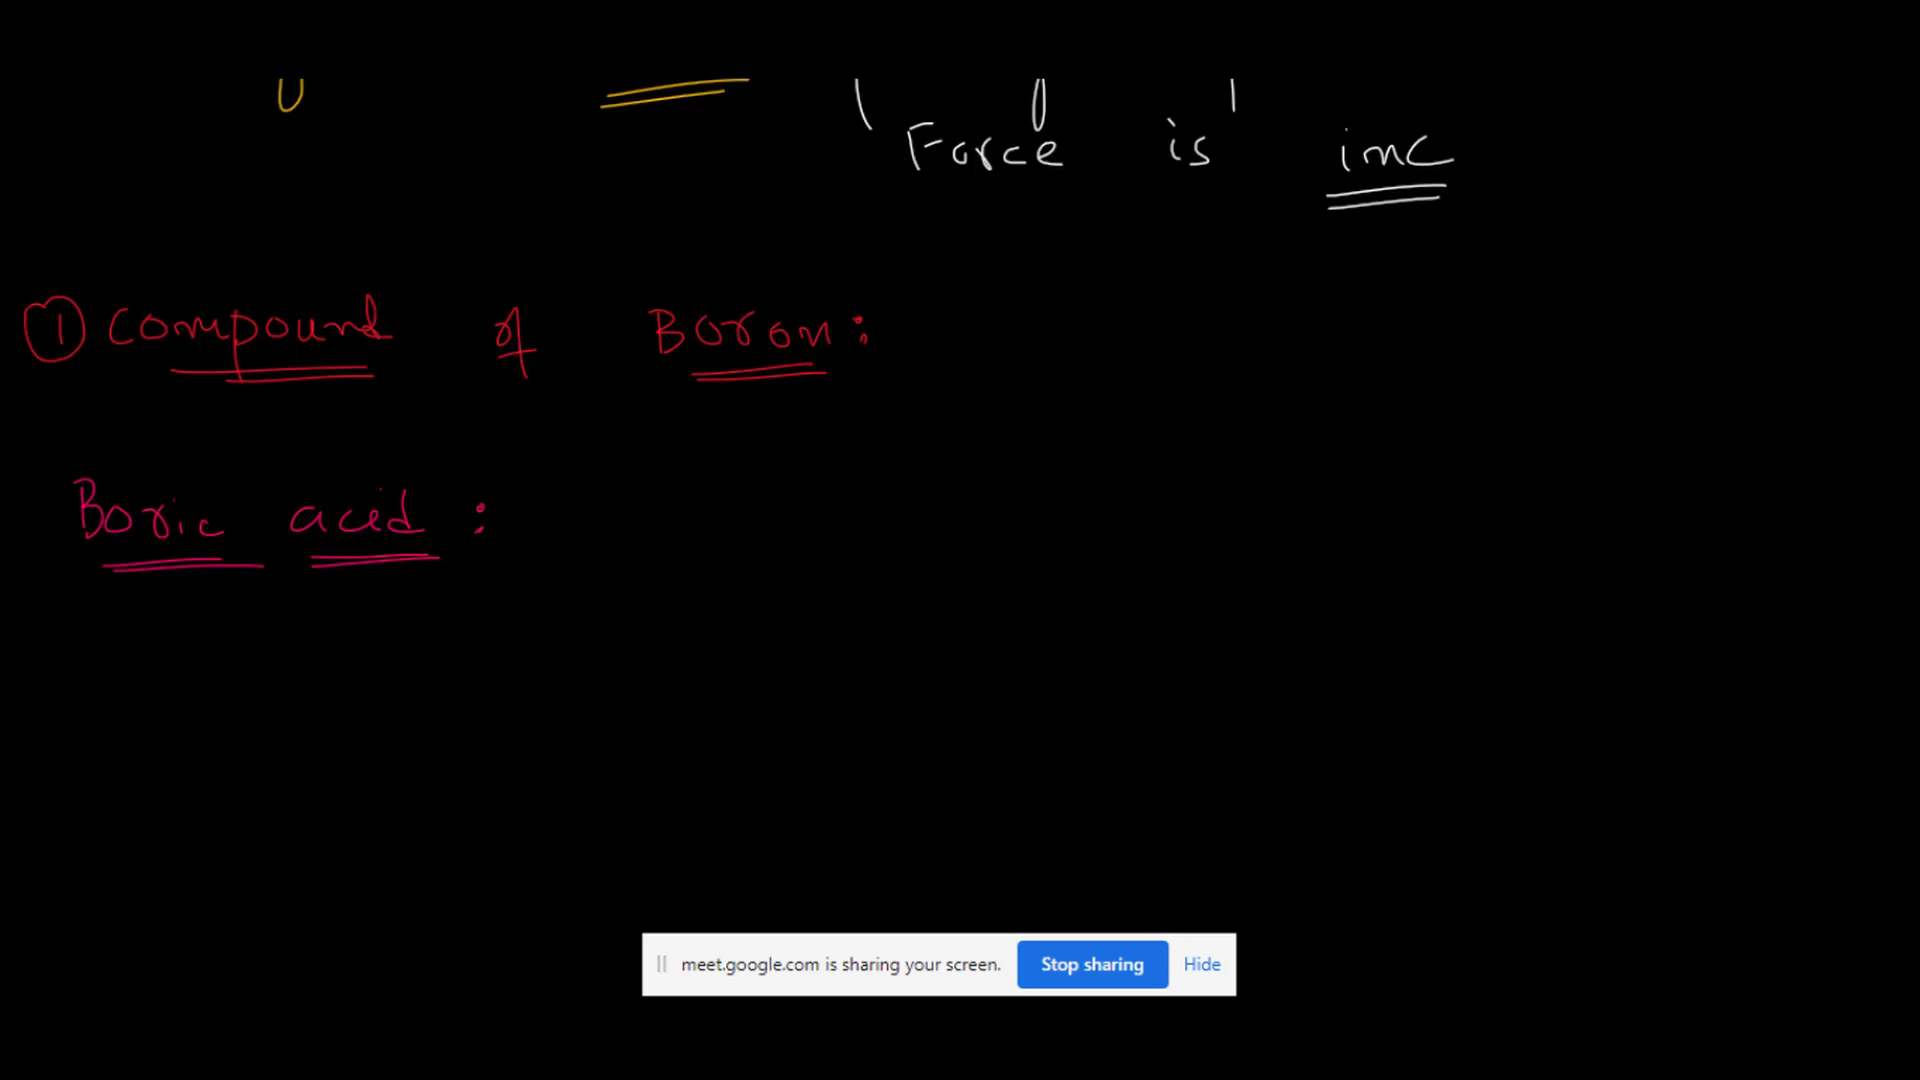 Force is inc
① Compound of Boron:
Boric acid:
meet.google.com is sharing your screen. Stop sharing Hide